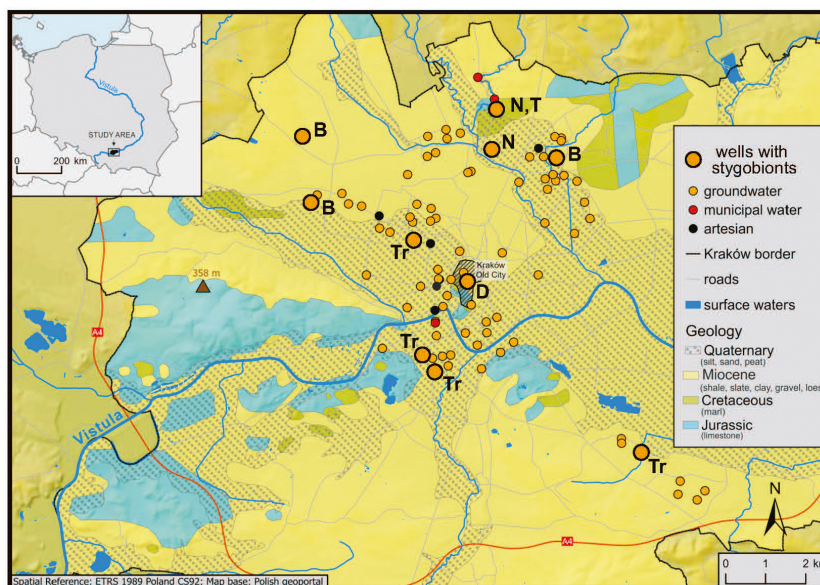 Vistula
STUDY AREA
0 200 km
N,T
B
N
B
B
Tr
Kraków
Old City
358 m
D
A4
Tr
Tr
Vistula
Tr
A4
wells with
stygobionts
groundwater
municipal water
artesian
Kraków border
roads
surface waters
Geology
Quaternary
(silt, sand, peat)
Miocene
(shale, slate, clay, gravel, loes
Cretaceous
(marl)
Jurassic
(limestone)
N
0 1 2 k
Spatial Reference: ETRS 1989 Poland CS92; Map base: Polish geoportal